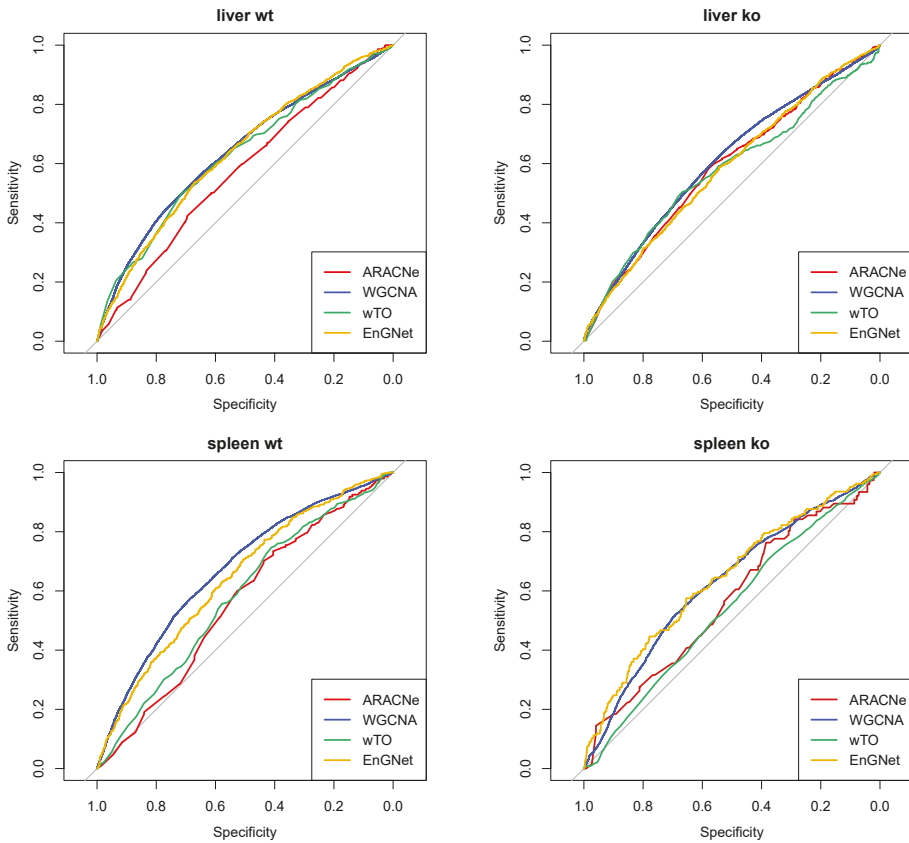 liver wt
Sensitivity
0.0 0.2 0.4 0.6 0.8 1.0
ARACNe
WGCNA
wTO
EnGNet
1.0 0.8 0.6 0.4 0.2 0.0
Specificity
liver ko
Sensitivity
0.0 0.2 0.4 0.6 0.8 1.0
ARACNe
WGCNA
wTO
EnGNet
1.0 0.8 0.6 0.4 0.2 0.0
Specificity
spleen wt
Sensitivity
0.0 0.2 0.4 0.6 0.8 1.0
ARACNe
WGCNA
wTO
EnGNet
1.0 0.8 0.6 0.4 0.2 0.0
Specificity
spleen ko
Sensitivity
0.0 0.2 0.4 0.6 0.8 1.0
ARACNe
WGCNA
wTO
EnGNet
1.0 0.8 0.6 0.4 0.2 0.0
Specificity